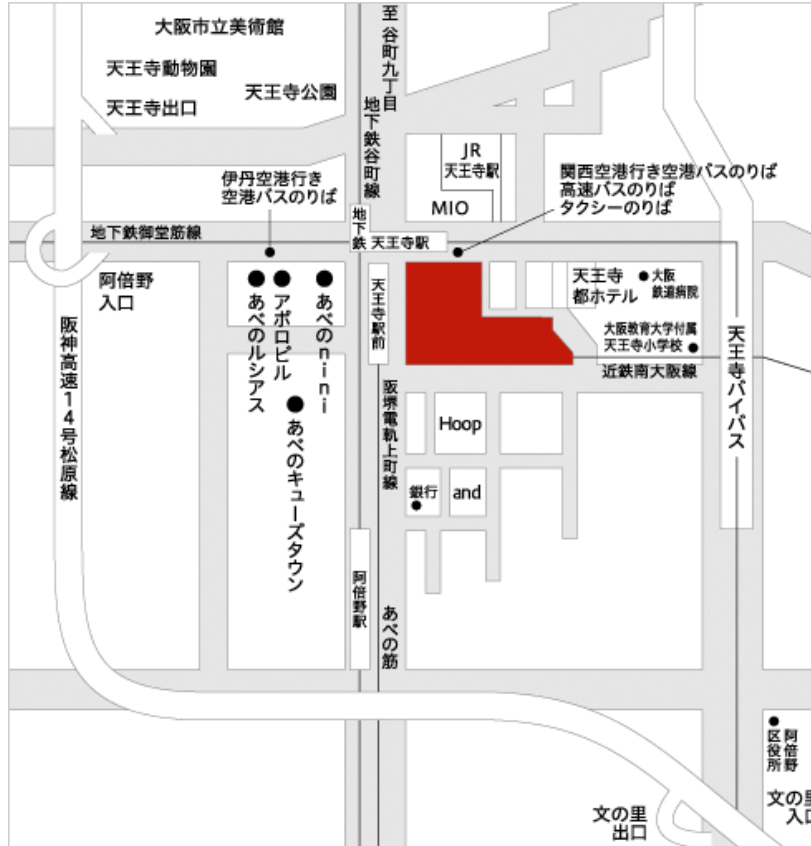 大阪市立美術館
天王寺動物園
天王寺公園
天王寺出口
至 谷町九丁目
地下鉄谷町線
JR
天王寺駅
MIO
伊丹空港行き
空港バスのりば
関西空港行き空港バスのりば
高速バスのりば
タクシーのりば
地下鉄御堂筋線
地下鉄
天王寺駅
阿倍野
入口
あべのルシアス
アポロビル
あべのnini
天王寺駅前
天王寺
都ホテル
大阪
鉄道病院
大阪教育大学付属
天王寺小学校
近鉄南大阪線
天王寺バイパス
阪神高速14号松原線
あべのキューズタウン
阪堺電軌上町線
Hoop
銀行
and
阿倍野駅
あべの筋
阿倍野
区役所
文の里
出口
文の里
入口